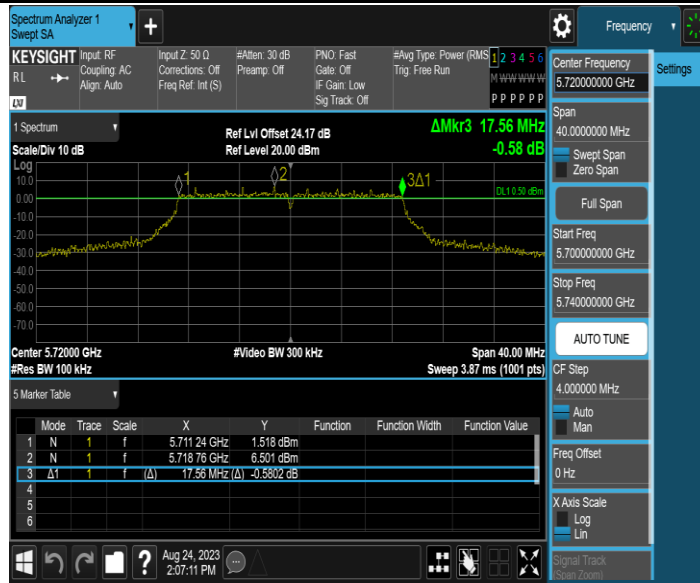 Spectrum Analyzer 1
Swept SA
+
Frequency
KEYSIGHT
RL
LXI
Input: RF
Coupling: AC
Align: Auto
Input Z: 50 Ω
Corrections: Off
Freq Ref: Int (S)
#Atten: 30 dB
Preamp: Off
PNO: Fast
Gate: Off
IF Gain: Low
Sig Track: Off
#Avg Type: Power (RMS
Trig: Free Run
1 2 3 4 5 6
M W W W W W
P P P P P P
1 Spectrum
Scale/Div 10 dB
Ref Lvl Offset 24.17 dB
Ref Level 20.00 dBm
ΔMkr3 17.56 MHz
-0.58 dB
Log
10.0
0.00
-10.0
-20.0
-30.0
-40.0
-50.0
-60.0
-70.0
1
2
3Δ1
DL1 0.50 dBm
Center 5.72000 GHz
#Res BW 100 kHz
#Video BW 300 kHz
Span 40.00 MHz
Sweep 3.87 ms (1001 pts)
5 Marker Table
Mode Trace Scale X Y Function Function Width Function Value
1 N 1 f 5.711 24 GHz 1.518 dBm
2 N 1 f 5.718 76 GHz 6.501 dBm
3 Δ1 1 f (Δ) 17.56 MHz (Δ) -0.5802 dB
4
5
6
?
Aug 24, 2023
2:07:11 PM
Center Frequency
5.720000000 GHz
Settings
Span
40.0000000 MHz
Swept Span
Zero Span
Full Span
Start Freq
5.700000000 GHz
Stop Freq
5.740000000 GHz
AUTO TUNE
CF Step
4.000000 MHz
Auto
Man
Freq Offset
0 Hz
X Axis Scale
Log
Lin
Signal Track
(Span Zoom)